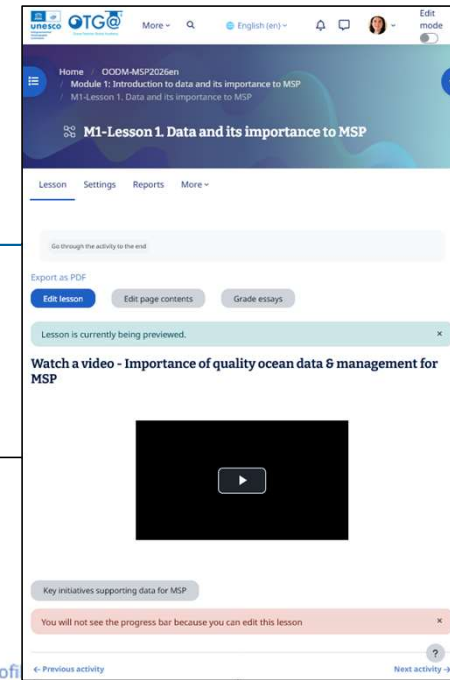 unesco
OTG@
More
English (en)
Edit
mode
Home / OODM-MSP2026en
/ Module 1: Introduction to data and its importance to MSP
/ M1-Lesson 1. Data and its importance to MSP
M1-Lesson 1. Data and its importance to MSP
Lesson Settings Reports More
Go through the activity to the end
Export as PDF
Edit lesson Edit page contents Grade essays
Lesson is currently being previewed. ×
Watch a video - Importance of quality ocean data & management for
MSP
Key initiatives supporting data for MSP
You will not see the progress bar because you can edit this lesson ×
?
← Previous activity Next activity →